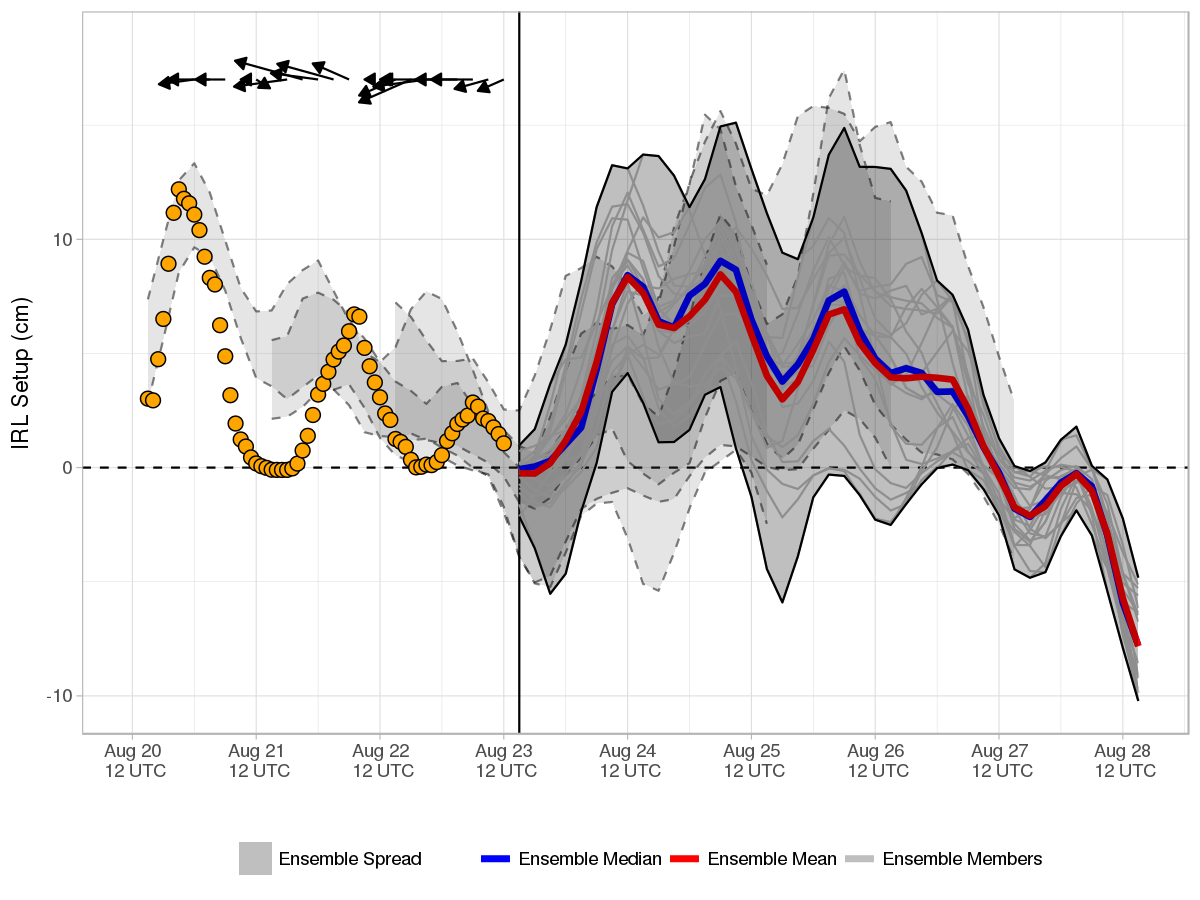 IRL Setup (cm)
10
0
-10
Aug 20 Aug 21 Aug 22 Aug 23 Aug 24 Aug 25 Aug 26 Aug 27 Aug 28
12 UTC 12 UTC 12 UTC 12 UTC 12 UTC 12 UTC 12 UTC 12 UTC 12 UTC
Ensemble Spread Ensemble Median Ensemble Mean Ensemble Members